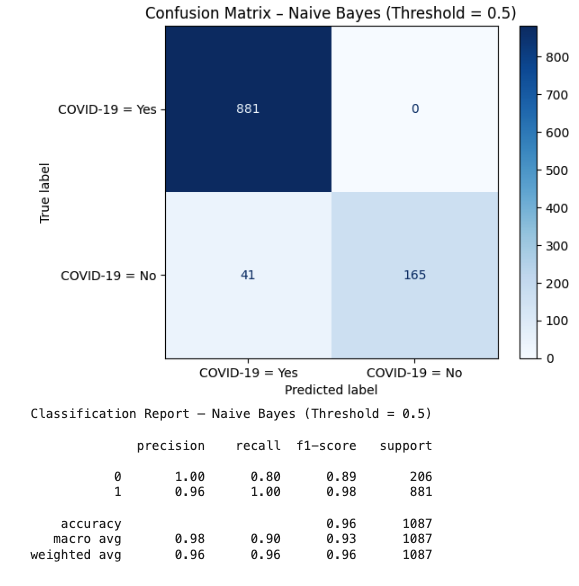 Confusion Matrix – Naive Bayes (Threshold = 0.5)
COVID-19 = Yes
881
0
800
700
600
500
400
300
200
100
0
True label
COVID-19 = No
41
165
COVID-19 = Yes
COVID-19 = No
Predicted label
Classification Report – Naive Bayes (Threshold = 0.5)
precision recall f1-score support
0 1.00 0.80 0.89 206
1 0.96 1.00 0.98 881
accuracy 0.96 1087
macro avg 0.98 0.90 0.93 1087
weighted avg 0.96 0.96 0.96 1087